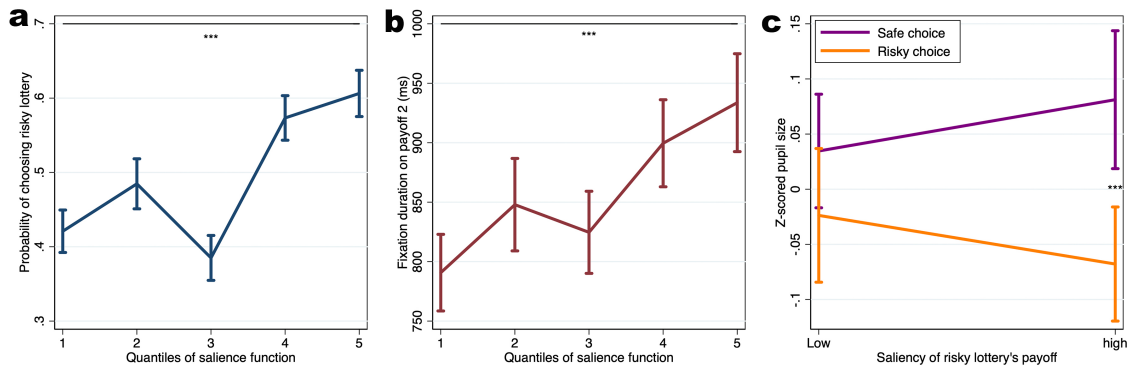 a
Probability of choosing risky lottery
.7
.6
.5
.4
.3
***
1 2 3 4 5
Quantiles of salience function
b
Fixation duration on payoff 2 (ms)
1000
950
900
850
800
750
***
1 2 3 4 5
Quantiles of salience function
c
Z-scored pupil size
.15
.1
.05
0
-.05
-.1
Safe choice
Risky choice
***
Low high
Saliency of risky lottery's payoff